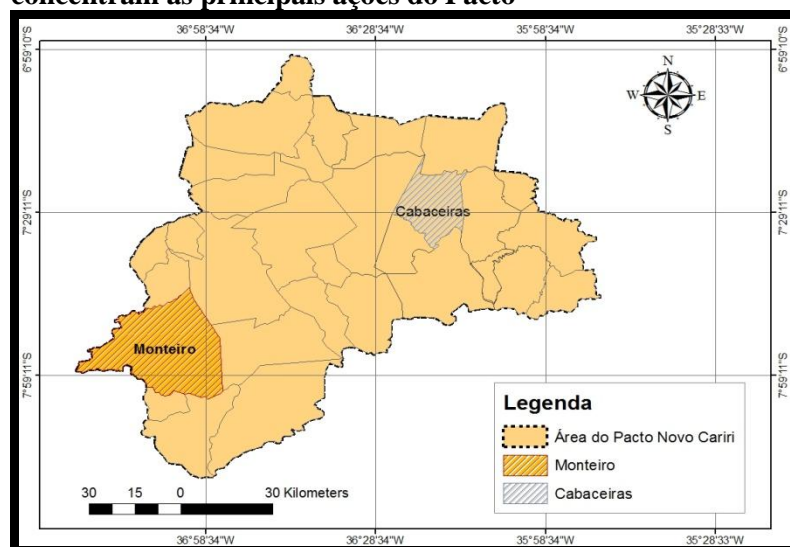 concentram as principais ações do Pacto
36°58'34"W 36°28'34"W 35°58'34"W 35°28'33"W
6°59'10"S 6°59'10"S
N
W E
S
7°29'11"S 7°29'11"S
Cabaceiras
Monteiro
7°59'11"S 7°59'11"S
Legenda
Área do Pacto Novo Cariri
Monteiro
Cabaceiras
30 15 0 30 Kilometers
36°58'34"W 36°28'34"W 35°58'34"W 35°28'33"W